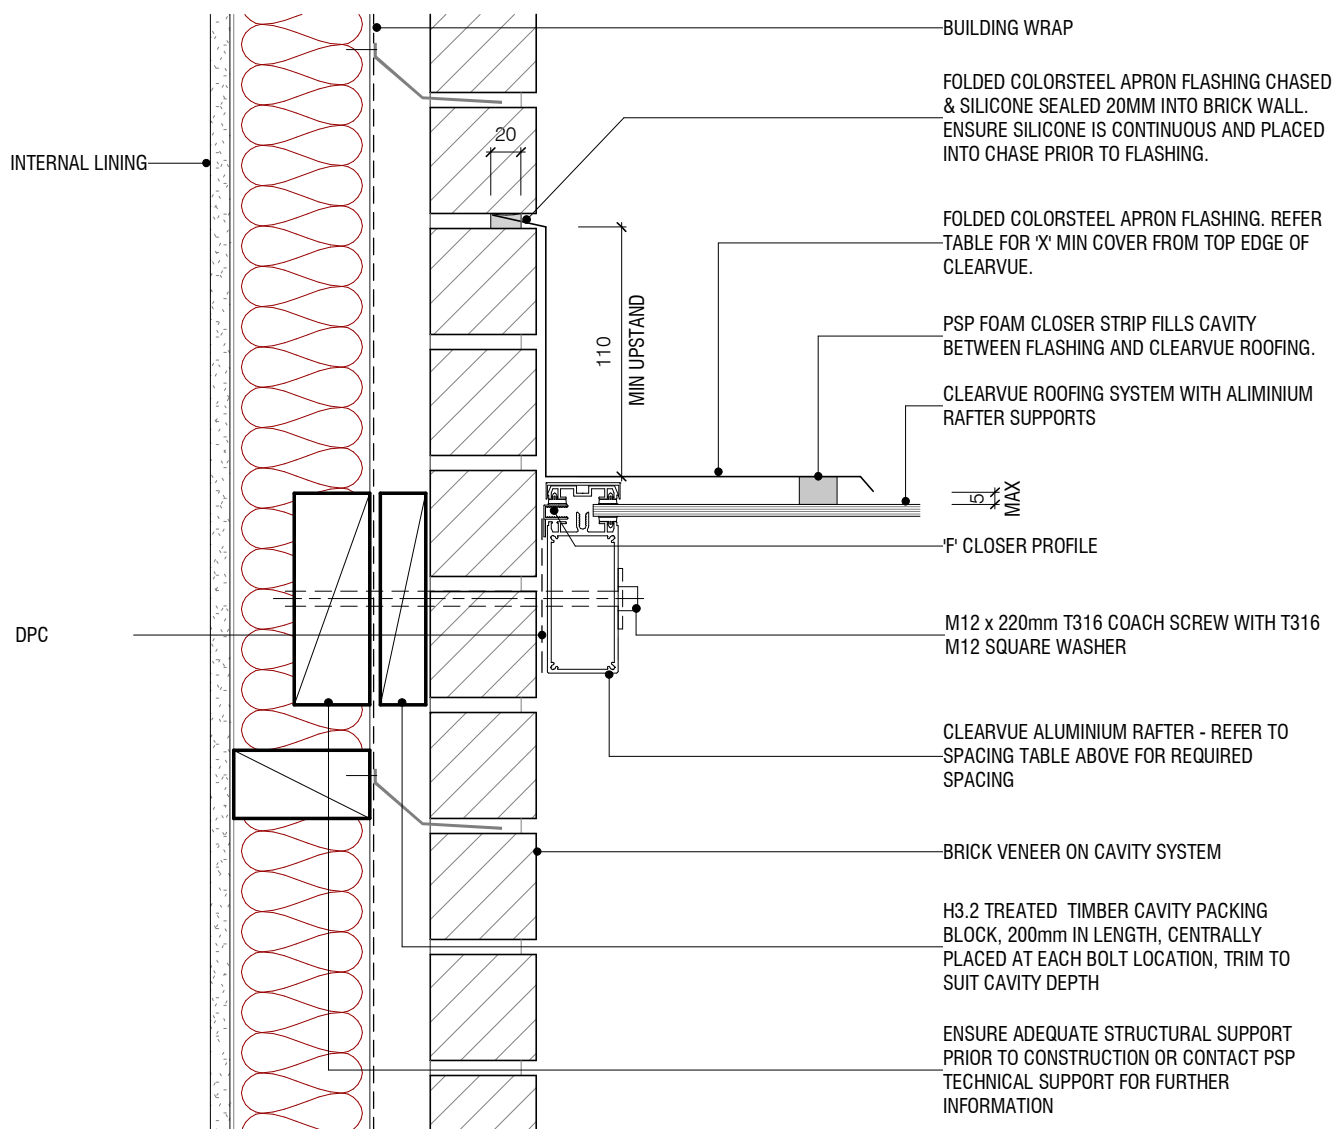 BUILDING WRAP
FOLDED COLORSTEEL APRON FLASHING CHASED
& SILICONE SEALED 20MM INTO BRICK WALL.
ENSURE SILICONE IS CONTINUOUS AND PLACED
INTO CHASE PRIOR TO FLASHING.
20
INTERNAL LINING
FOLDED COLORSTEEL APRON FLASHING. REFER
TABLE FOR 'X' MIN COVER FROM TOP EDGE OF
CLEARVUE.
110
MIN UPSTAND
PSP FOAM CLOSER STRIP FILLS CAVITY
BETWEEN FLASHING AND CLEARVUE ROOFING.
CLEARVUE ROOFING SYSTEM WITH ALIMINIUM
RAFTER SUPPORTS
5
MAX
'F' CLOSER PROFILE
DPC
M12 x 220mm T316 COACH SCREW WITH T316
M12 SQUARE WASHER
CLEARVUE ALUMINIUM RAFTER - REFER TO
SPACING TABLE ABOVE FOR REQUIRED
SPACING
BRICK VENEER ON CAVITY SYSTEM
H3.2 TREATED TIMBER CAVITY PACKING
BLOCK, 200mm IN LENGTH, CENTRALLY
PLACED AT EACH BOLT LOCATION, TRIM TO
SUIT CAVITY DEPTH
ENSURE ADEQUATE STRUCTURAL SUPPORT
PRIOR TO CONSTRUCTION OR CONTACT PSP
TECHNICAL SUPPORT FOR FURTHER
INFORMATION